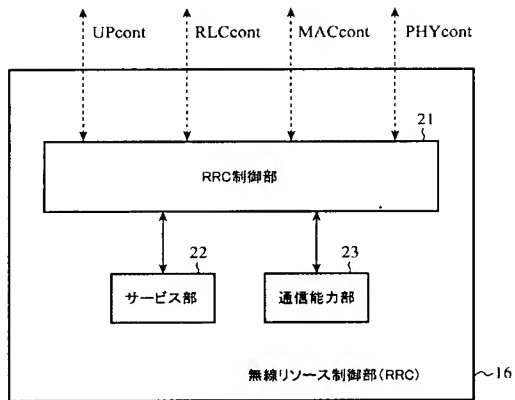 UPcont RLCcont MACcont PHYcont
21
RRC制御部
22 23
サービス部 通信能力部
無線リソース制御部(RRC) 16